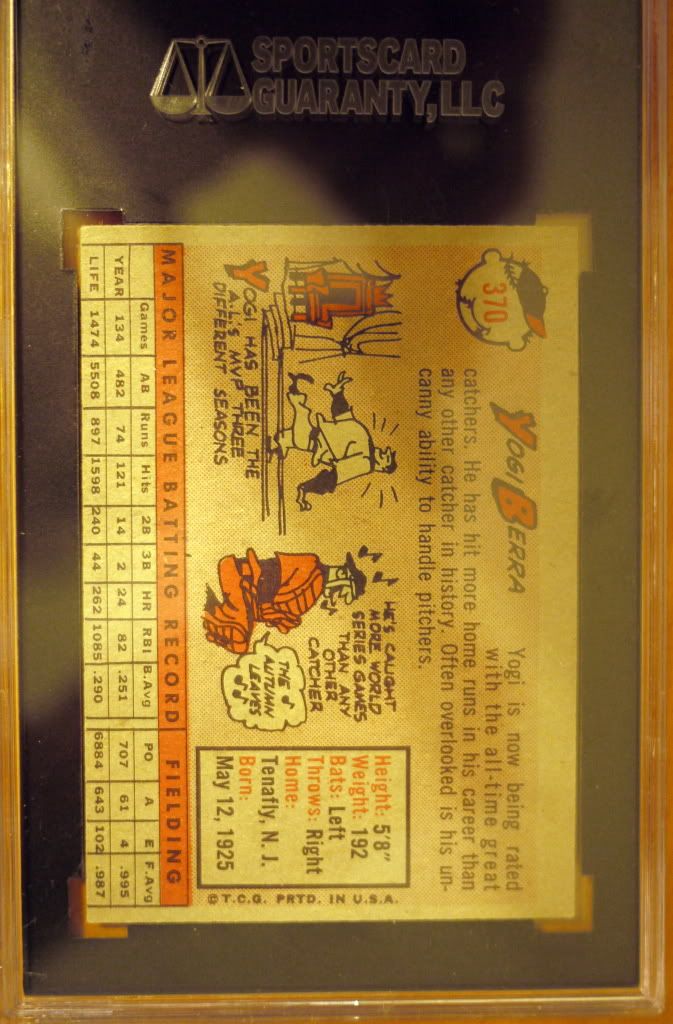 SPORTSCARD
GUARANTY, LLC
370
YOGI BERRA
Yogi is now being rated
with the all-time great
catchers. He has hit more home runs in his career than
any other catcher in history. Often overlooked is his un-
canny ability to handle pitchers.
YOGI HAS BEEN THE
A.L.'S MVP THREE
DIFFERENT SEASONS
HE'S CAUGHT
MORE WORLD
SERIES GAMES
THAN ANY
OTHER
CATCHER
THE
AUTUMN
LEAVES
Height: 5'8"
Weight: 192
Bats: Left
Throws: Right
Home:
Tenafly, N. J.
Born:
May 12, 1925
© T.C.G. PRTD. IN U.S.A.
MAJOR LEAGUE BATTING RECORD FIELDING
Games AB Runs Hits 2B 3B HR RBI B.Avg PO A E F.Avg
YEAR 134 482 74 121 14 2 24 82 .251 707 61 4 .995
LIFE 1474 5508 897 1598 240 44 262 1085 .290 6884 643 102 .987